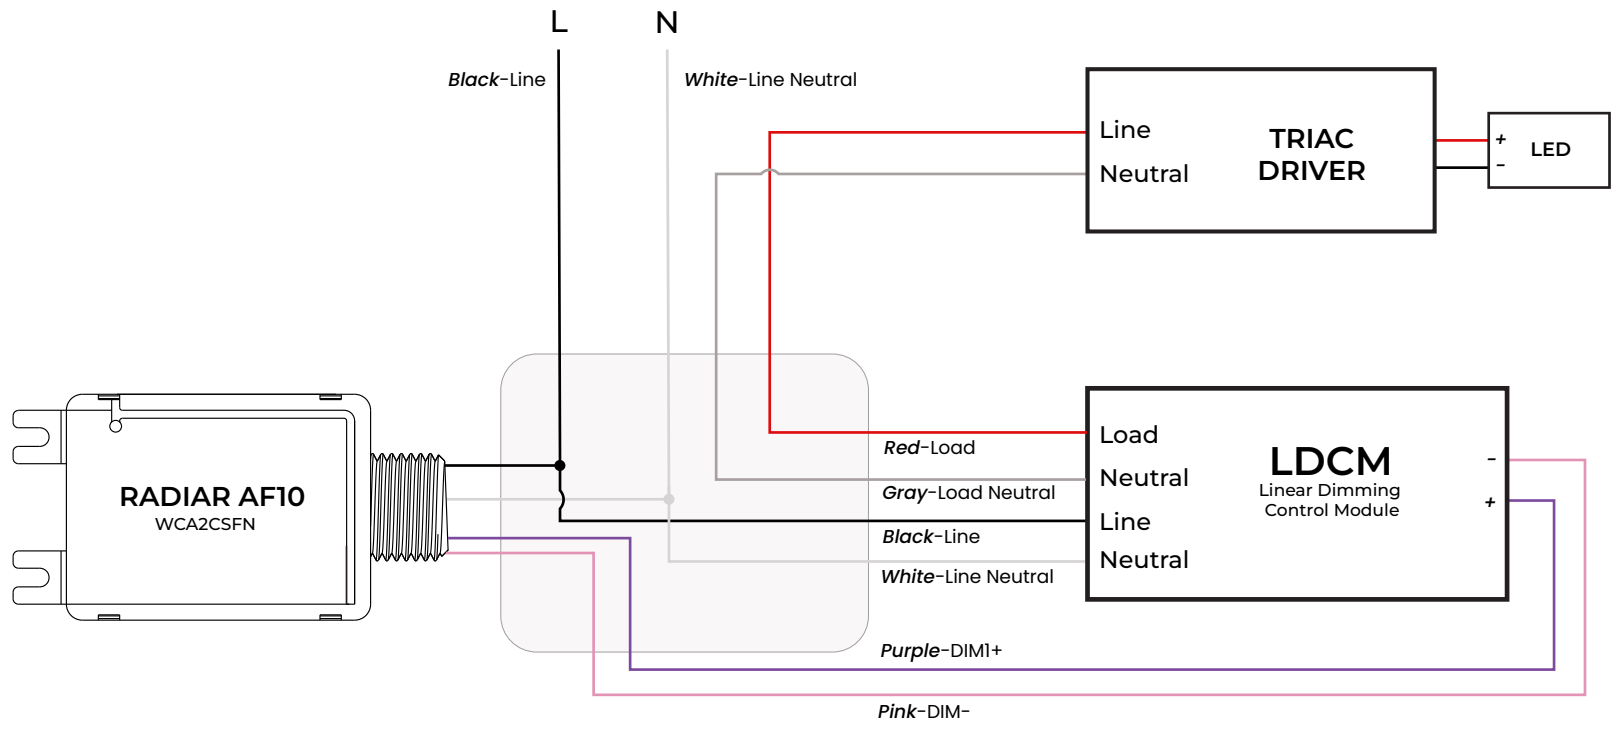 L
N
Black-Line
White-Line Neutral
Line
Neutral
TRIAC
DRIVER
+
-
LED
RADIAR AF10
WCA2CSFN
Load
Neutral
Line
Neutral
LDCM
Linear Dimming
Control Module
-
+
Red-Load
Gray-Load Neutral
Black-Line
White-Line Neutral
Purple-DIM1+
Pink-DIM-